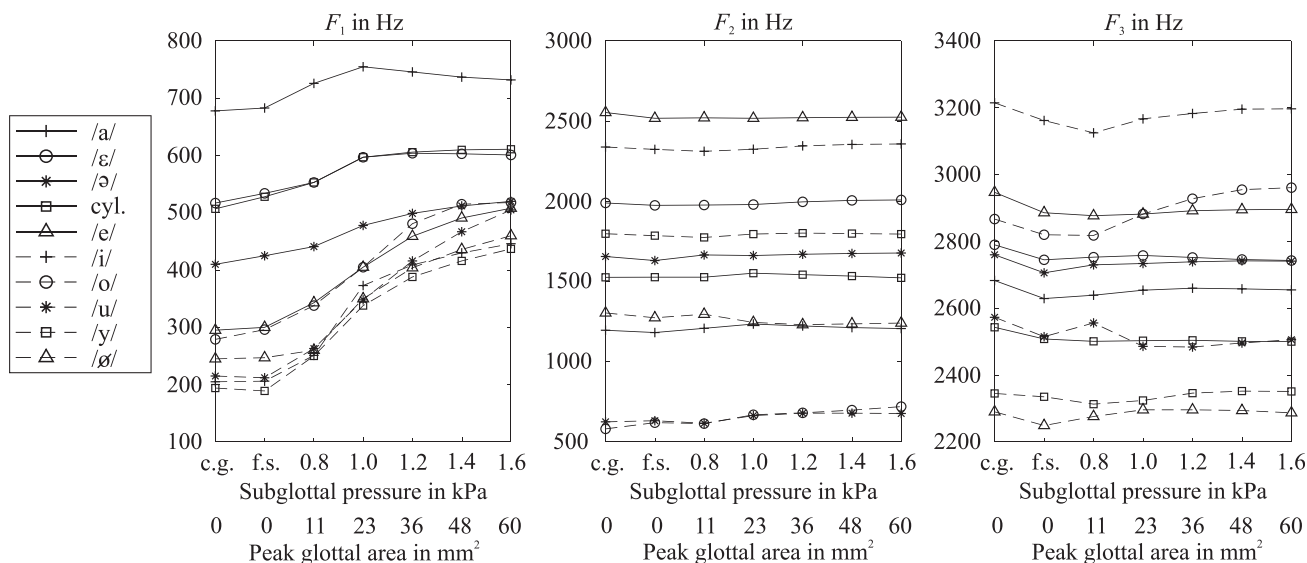 F₁ in Hz
F₂ in Hz
F₃ in Hz
/a/
/ɛ/
/ə/
cyl.
/e/
/i/
/o/
/u/
/y/
/ø/
800
700
600
500
400
300
200
100
c.g. f.s. 0.8 1.0 1.2 1.4 1.6
Subglottal pressure in kPa
0 0 11 23 36 48 60
Peak glottal area in mm²
3000
2500
2000
1500
1000
500
c.g. f.s. 0.8 1.0 1.2 1.4 1.6
Subglottal pressure in kPa
0 0 11 23 36 48 60
Peak glottal area in mm²
3400
3200
3000
2800
2600
2400
2200
c.g. f.s. 0.8 1.0 1.2 1.4 1.6
Subglottal pressure in kPa
0 0 11 23 36 48 60
Peak glottal area in mm²